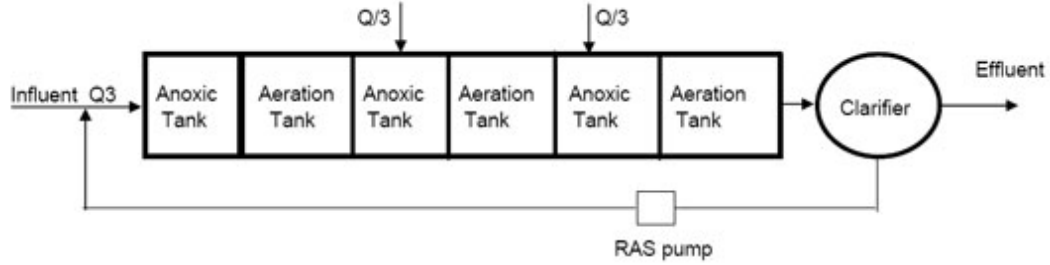 Q/3
Q/3
Influent Q3
Anoxic
Tank
Aeration
Tank
Anoxic
Tank
Aeration
Tank
Anoxic
Tank
Aeration
Tank
Clarifier
Effluent
RAS pump